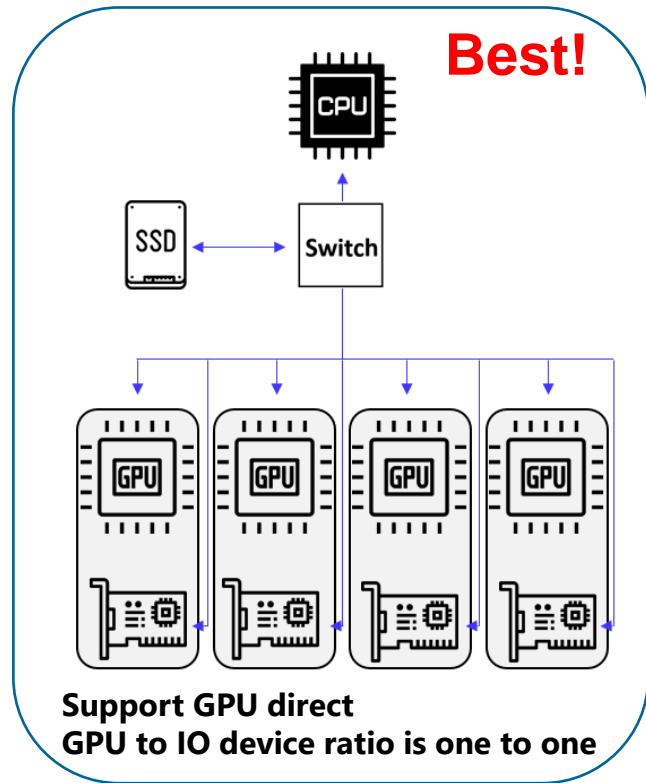 Best!
CPU
SSD
Switch
GPU GPU GPU GPU
Support GPU direct
GPU to IO device ratio is one to one